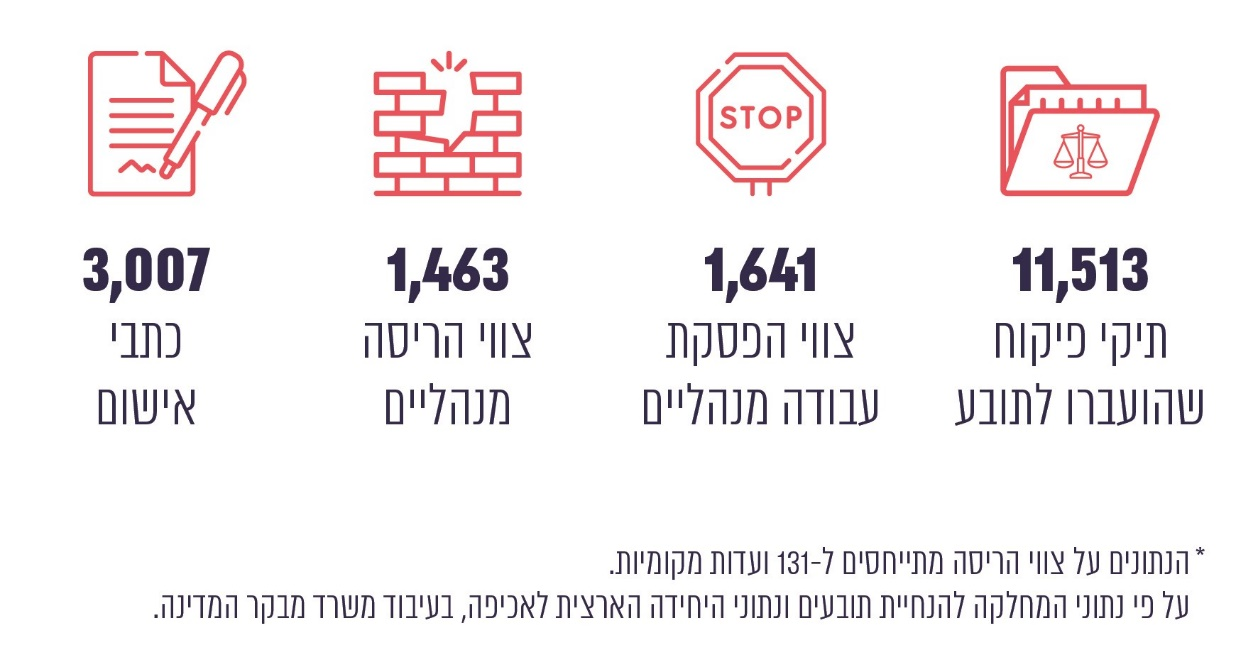 STOP
11,513
תיקי פיקוח
שהועברו לתובע
1,641
צווי הפסקת
עבודה מנהליים
1,463
צווי הריסה
מנהליים
3,007
כתבי
אישום
* הנתונים על צווי הריסה מתייחסים ל-131 ועדות מקומיות.
על פי נתוני המחלקה להנחיית תובעים ונתוני היחידה הארצית לאכיפה, בעיבוד משרד מבקר המדינה.